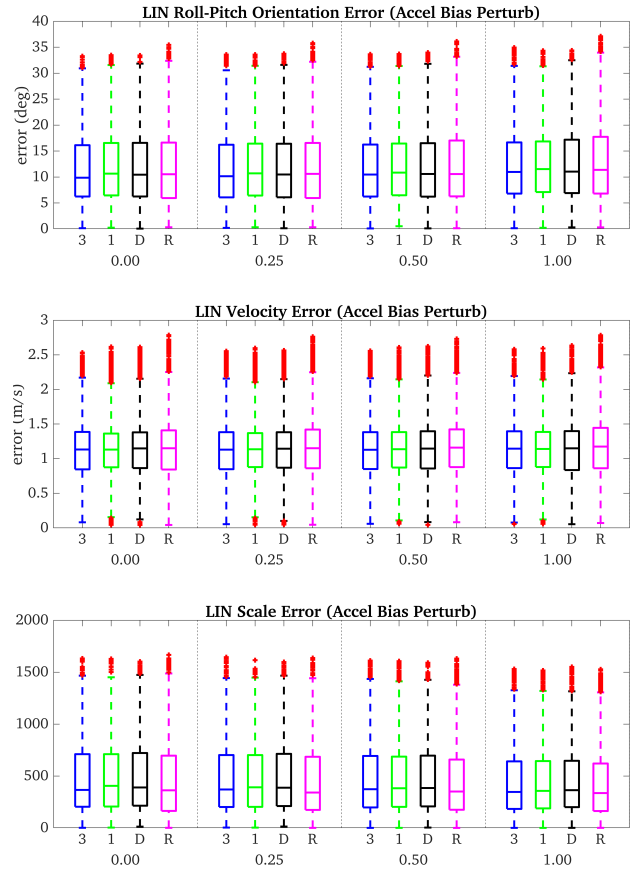 LIN Roll-Pitch Orientation Error (Accel Bias Perturb)
40
35
30
25
20
15
10
5
0
error (deg)
3 1 D R 3 1 D R 3 1 D R 3 1 D R
0.00 0.25 0.50 1.00
LIN Velocity Error (Accel Bias Perturb)
3
2.5
2
1.5
1
0.5
0
error (m/s)
3 1 D R 3 1 D R 3 1 D R 3 1 D R
0.00 0.25 0.50 1.00
LIN Scale Error (Accel Bias Perturb)
2000
1500
1000
500
0
3 1 D R 3 1 D R 3 1 D R 3 1 D R
0.00 0.25 0.50 1.00